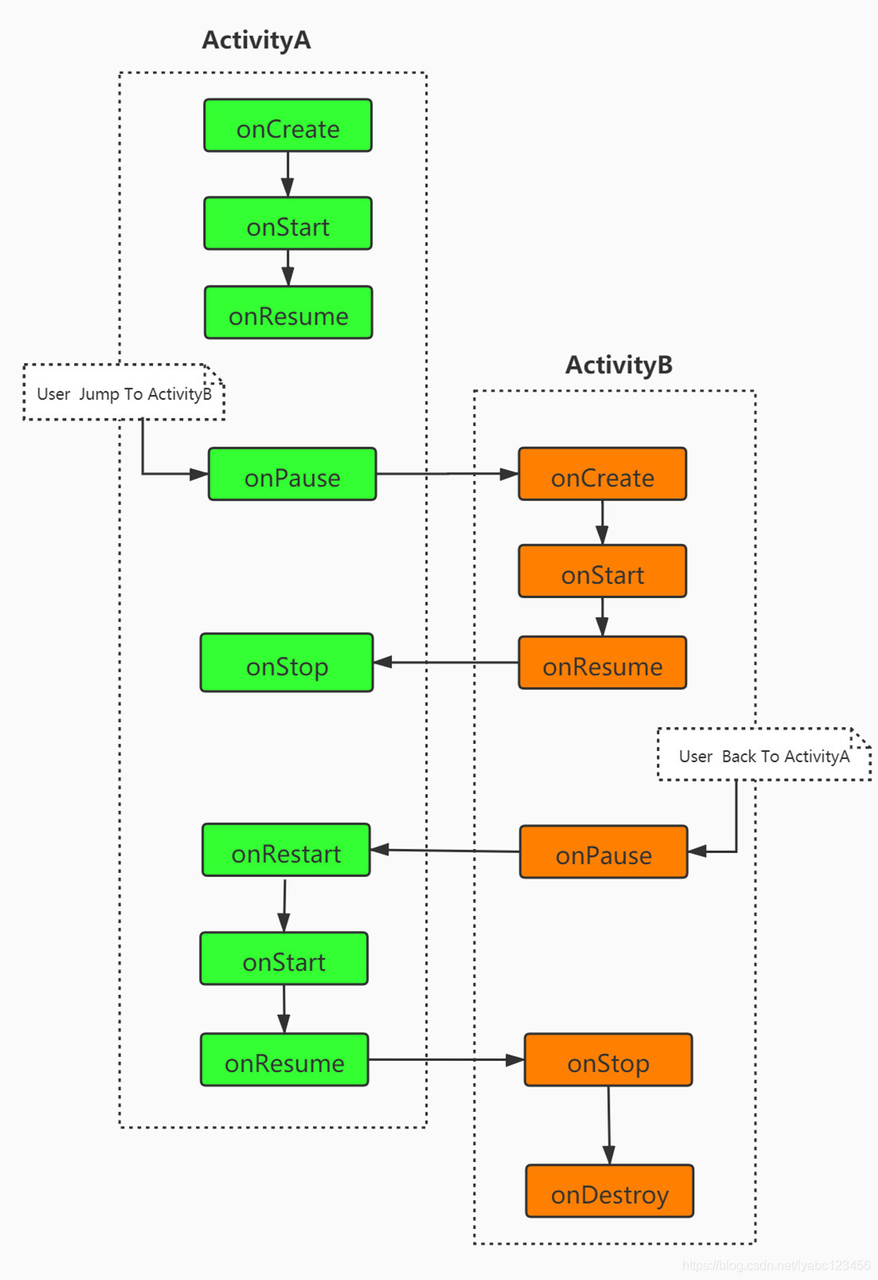 ActivityA
onCreate
onStart
onResume
User Jump To ActivityB
ActivityB
onPause
onCreate
onStart
onStop
onResume
User Back To ActivityA
onRestart
onPause
onStart
onResume
onStop
onDestroy
https://blog.csdn.net/lyabc123456